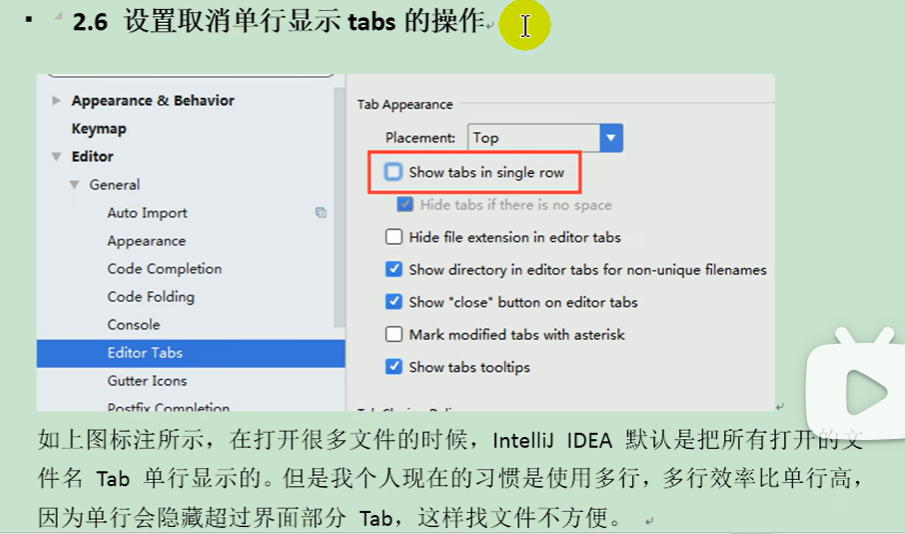 2.6 设置取消单行显示 tabs 的操作
Appearance & Behavior
Keymap
Editor
General
Auto Import
Appearance
Code Completion
Code Folding
Console
Editor Tabs
Gutter Icons
Postfix Completion
Tab Appearance
Placement: Top
Show tabs in single row
Hide tabs if there is no space
Hide file extension in editor tabs
Show directory in editor tabs for non-unique filenames
Show "close" button on editor tabs
Mark modified tabs with asterisk
Show tabs tooltips
如上图标注所示，在打开很多文件的时候，IntelliJ IDEA 默认是把所有打开的文
件名 Tab 单行显示的。但是我个人现在的习惯是使用多行，多行效率比单行高，
因为单行会隐藏超过界面部分 Tab，这样找文件不方便。